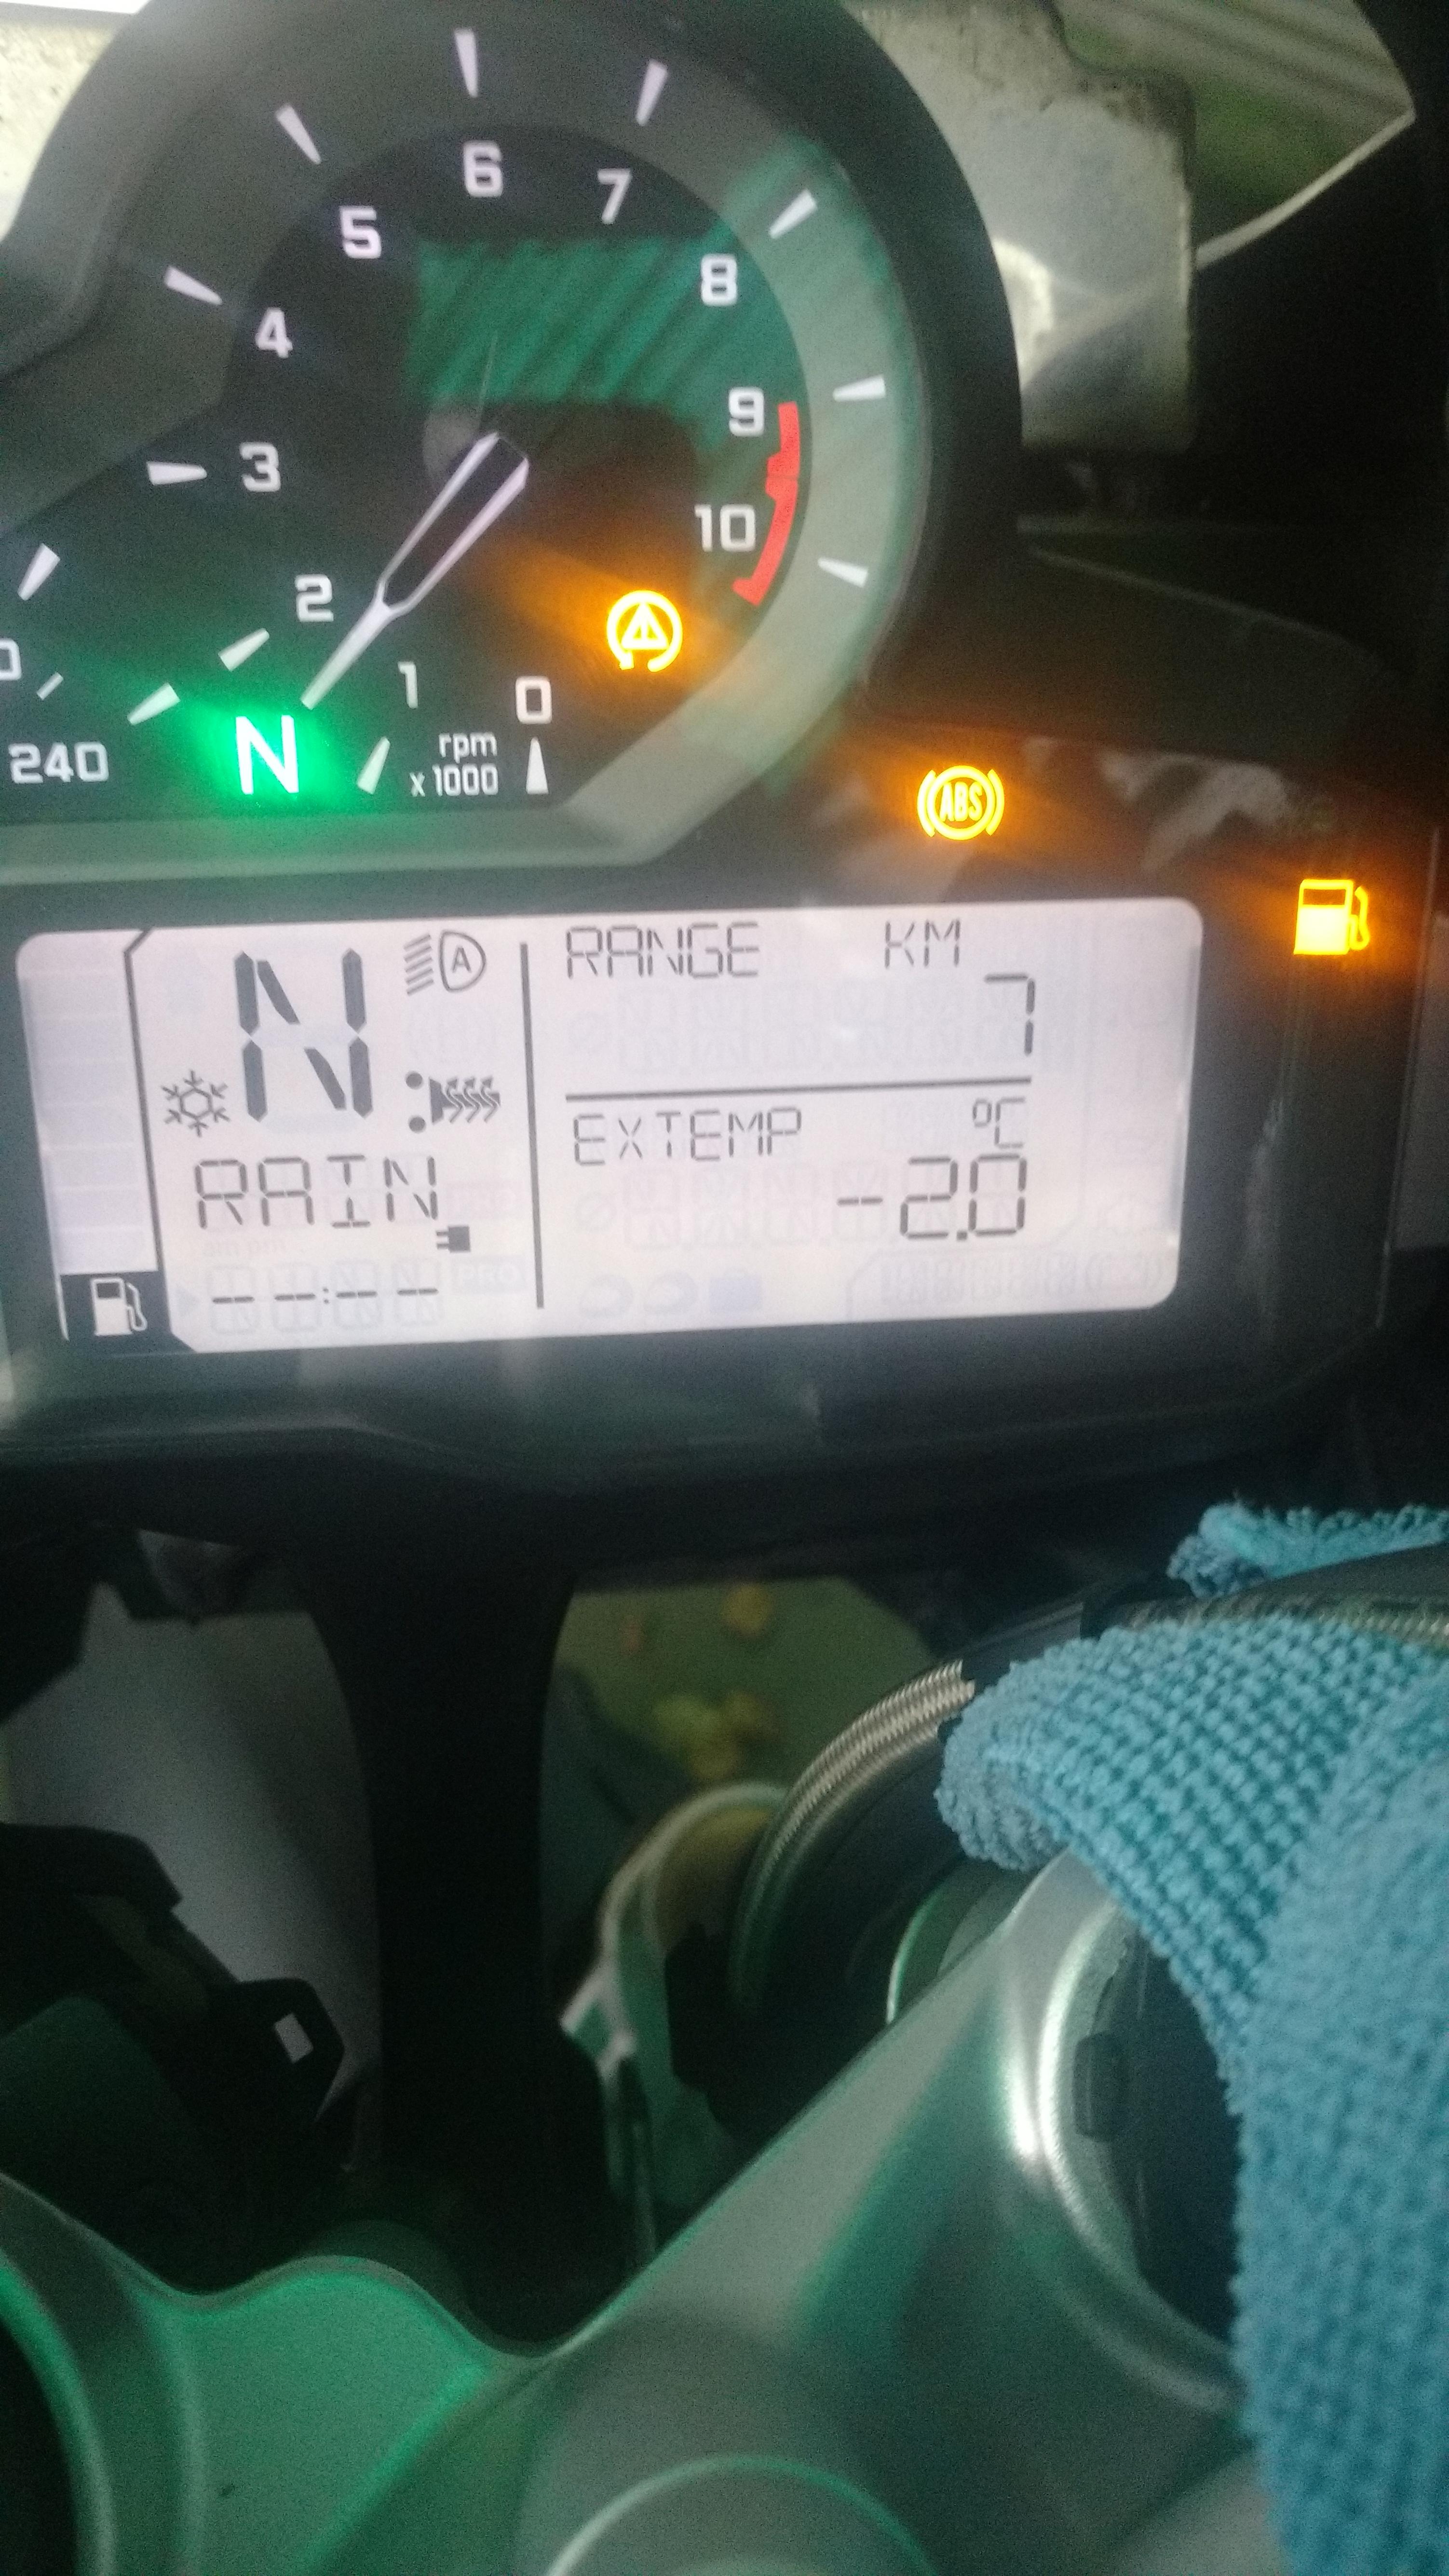 6
7
5
8
4
9
3
10
2
1
0
rpm
x1000
240
N
ABS
N
A
RANGE KM
7
EXTEMP °C
-2.0
RAIN
-- --:-- --